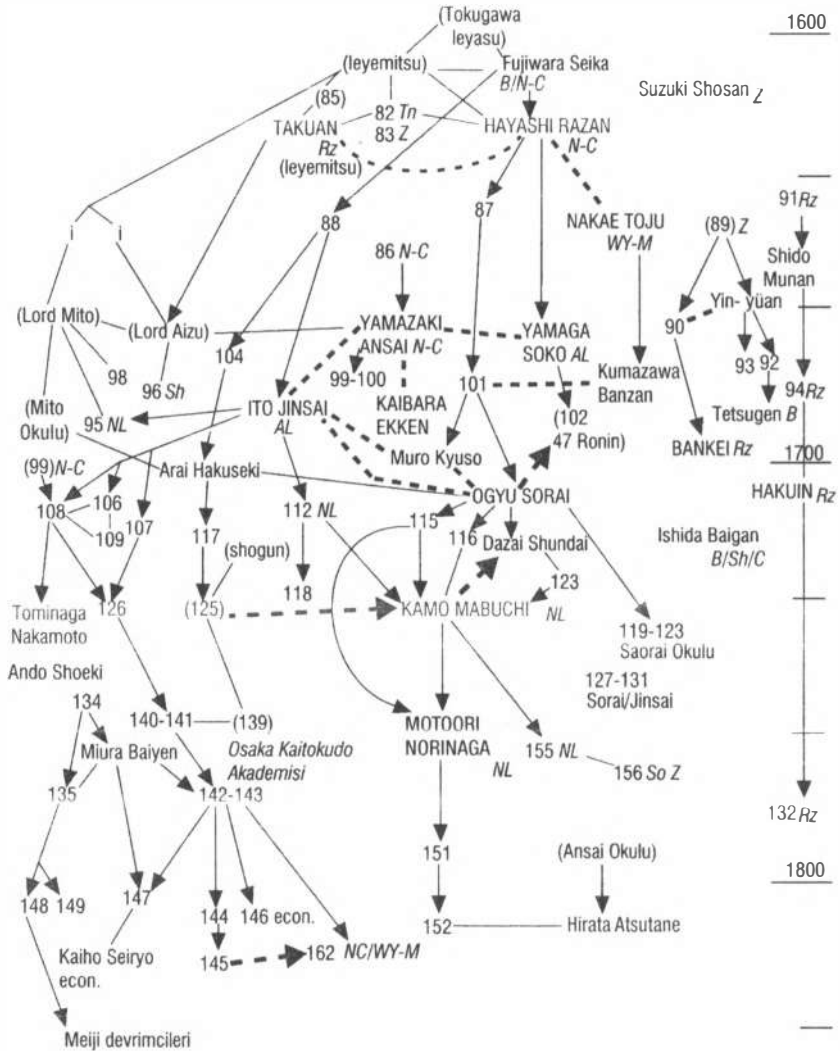 (Tokugawa
Ieyasu)
1600
(Ieyemitsu)
Fujiwara Seika
B/N-C
Suzuki Shosan Z
(85)
82 Tn
83 Z
TAKUAN
Rz
(Ieyemitsu)
HAYASHI RAZAN
N-C
91 Rz
88
87
NAKAE TOJU
WY-M
(89) Z
i
i
86 N-C
Shido
Munan
Yin-yüan
(Lord Mito)
(Lord Aizu)
YAMAZAKI
ANSAI N-C
YAMAGA
SOKO AL
90
104
98
96 Sh
99-100
101
Kumazawa
Banzan
93
92
94 Rz
(Mito
Okulu)
95 NL
ITO JINSAI
AL
KAIBARA
EKKEN
(102
47 Ronin)
Tetsugen B
BANKEI Rz
Muro Kyuso
1700
(99) N-C
Arai Hakuseki
OGYU SORAI
HAKUIN Rz
106
108
109
107
112 NL
115
116
Dazai Shundai
Ishida Baigan
B/Sh/C
117
(shogun)
118
123
Tominaga
Nakamoto
126
(125)
KAMO MABUCHI
NL
119-123
Saorai Okulu
Ando Shoeki
127-131
Sorai/Jinsai
134
140-141
(139)
MOTOORI
NORINAGA
NL
Miura Baiyen
Osaka Kaitokudo
Akademisi
155 NL
156 So Z
135
142-143
132 Rz
151
(Ansai Okulu)
1800
148
149
147
144
146 econ.
152
Hirata Atsutane
Kaiho Seiryo
econ.
145
162 NC/WY-M
Meiji devrimcileri